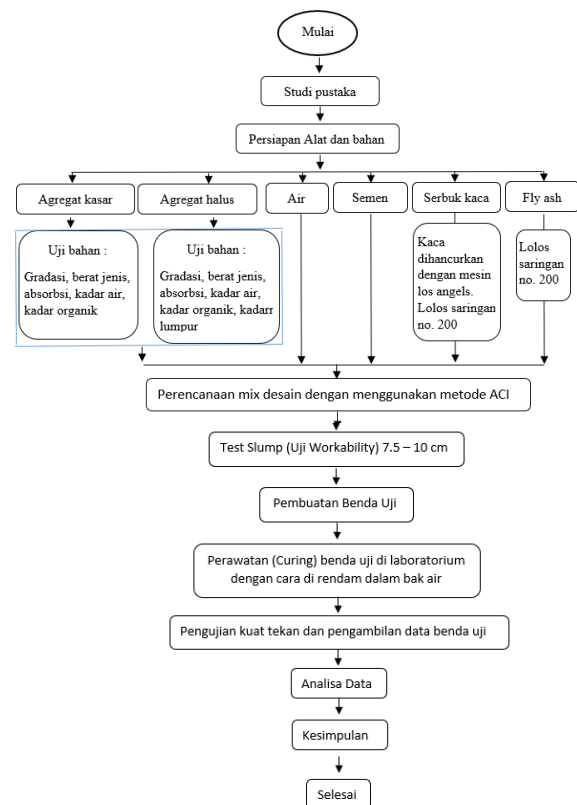 Mulai
Studi pustaka
Persiapan Alat dan bahan
Agregat kasar
Agregat halus
Air
Semen
Serbuk kaca
Fly ash
Uji bahan :
Gradasi, berat jenis,
absorbsi, kadar air,
kadar organik
Uji bahan :
Gradasi, berat jenis,
absorbsi, kadar air,
kadar organik, kadarr
lumpur
Kaca
dihancurkan
dengan mesin
los angels.
Lolos saringan
no. 200
Lolos
saringan
no. 200
Perencanaan mix desain dengan menggunakan metode ACI
Test Slump (Uji Workability) 7.5 – 10 cm
Pembuatan Benda Uji
Perawatan (Curing) benda uji di laboratorium
dengan cara di rendam dalam bak air
Pengujian kuat tekan dan pengambilan data benda uji
Analisa Data
Kesimpulan
Selesai